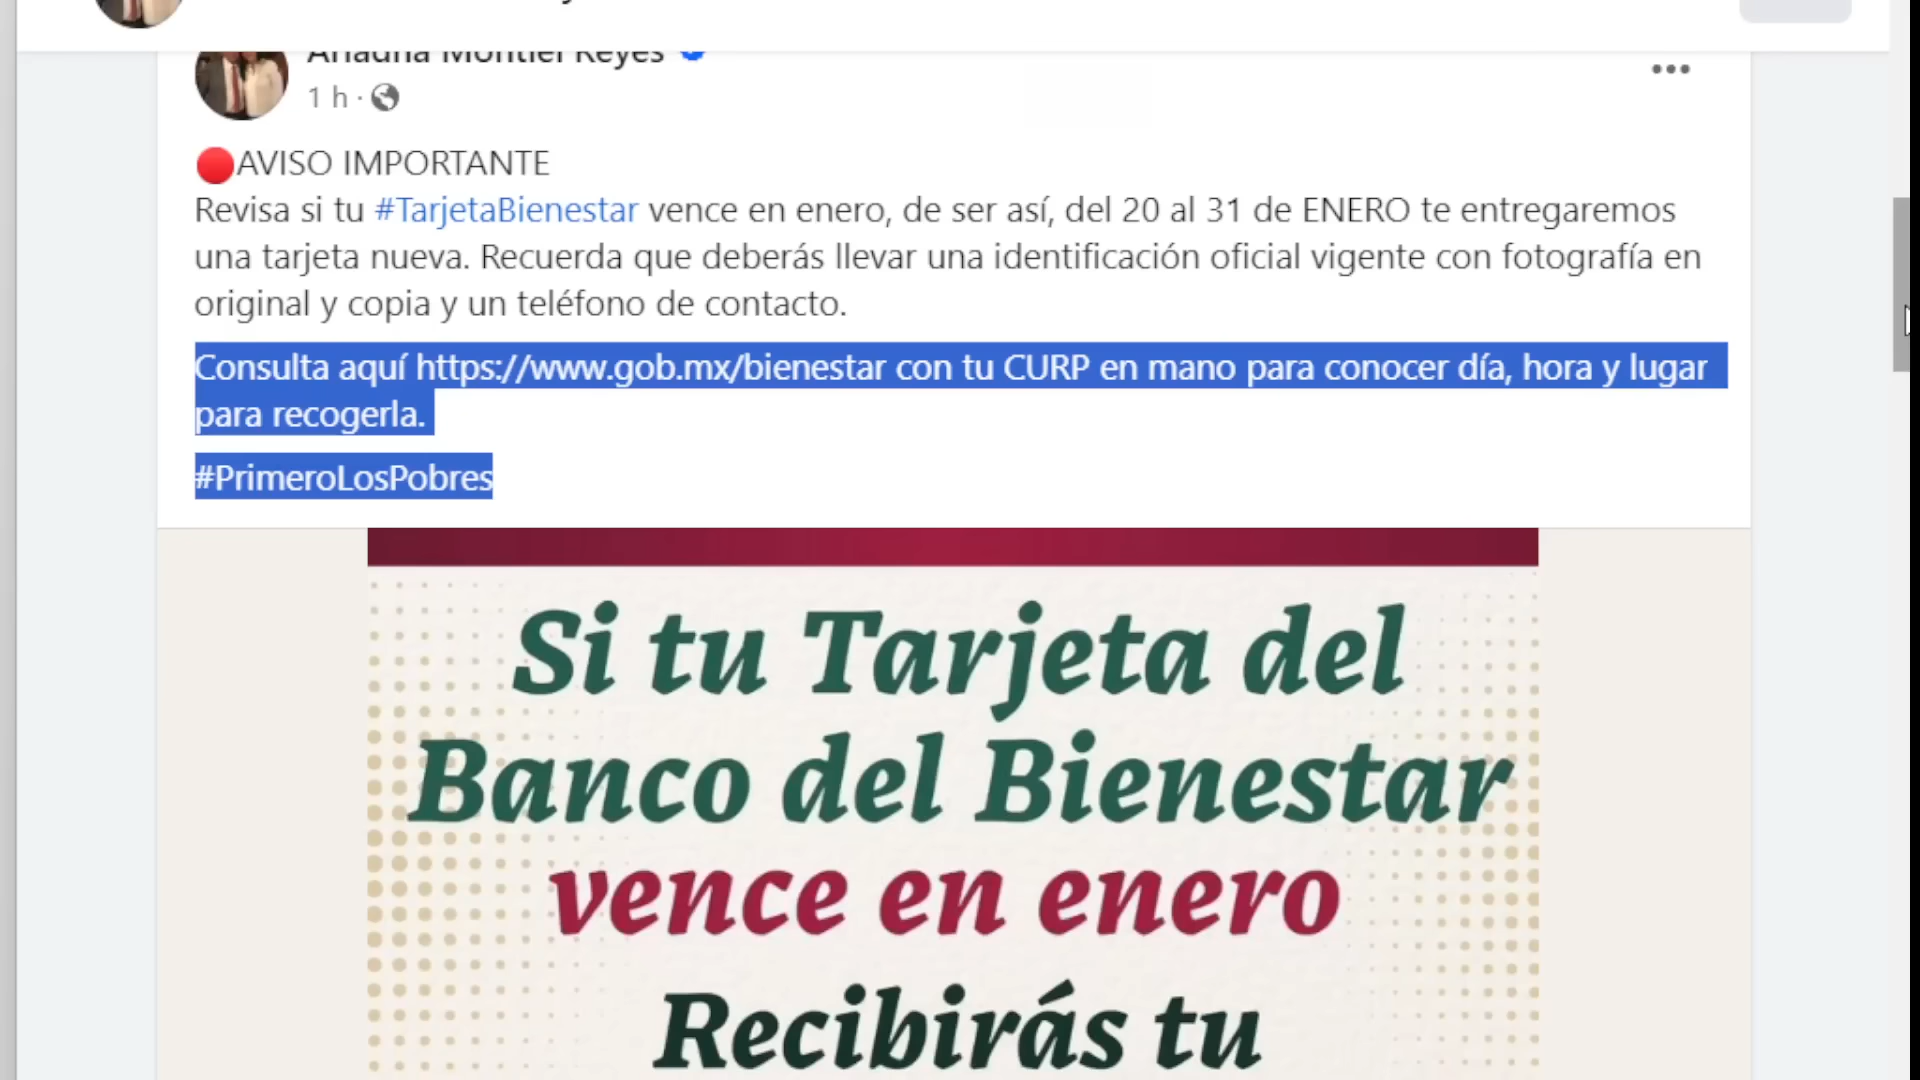 Ariadna Montiel Reyes
1 h ·
AVISO IMPORTANTE
Revisa si tu #TarjetaBienestar vence en enero, de ser así, del 20 al 31 de ENERO te entregaremos
una tarjeta nueva. Recuerda que deberás llevar una identificación oficial vigente con fotografía en
original y copia y un teléfono de contacto.
Consulta aquí https://www.gob.mx/bienestar con tu CURP en mano para conocer día, hora y lugar
para recogerla.
#PrimeroLosPobres
Si tu Tarjeta del
Banco del Bienestar
vence en enero
Recibirás tu